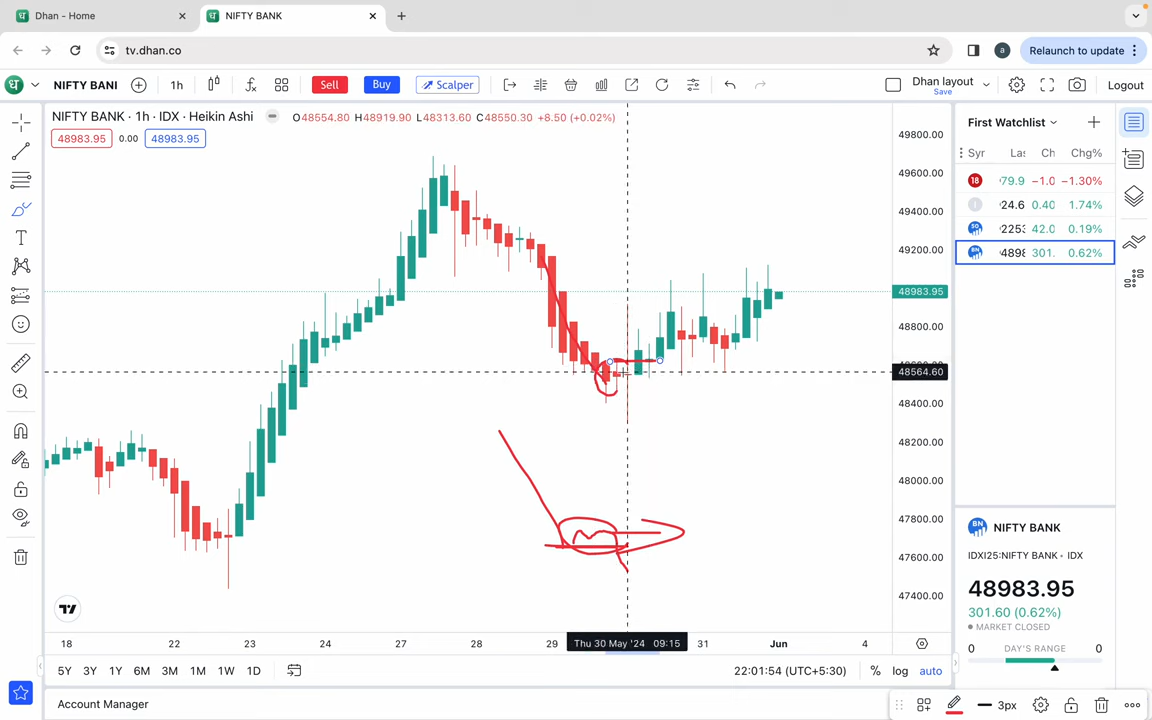 Dhan - Home
NIFTY BANK
tv.dhan.co
a
Relaunch to update
ध
NIFTY BANI
1h
Sell
Buy
Scalper
Dhan layout
Save
Logout
NIFTY BANK · 1h · IDX · Heikin Ashi
O48554.80 H48919.90 L48313.60 C48550.30 +8.50 (+0.02%)
48983.95 0.00 48983.95
First Watchlist
Syr Las Ch Chg%
18 79.9 −1.0 −1.30%
24.6 0.40 1.74%
2253 42.0 0.19%
BN 4898 301. 0.62%
49800.00
49600.00
49400.00
49200.00
48983.95
48800.00
48600.00
48564.60
48400.00
48200.00
48000.00
47800.00
47600.00
47400.00
BN NIFTY BANK
IDXI25:NIFTY BANK • IDX
48983.95
301.60 (0.62%)
MARKET CLOSED
0 DAY'S RANGE 0
18 22 23 24 27 28 29 Thu 30 May '24 09:15 31 Jun 4
5Y 3Y 1Y 6M 3M 1M 1W 1D
22:01:54 (UTC+5:30) % log auto
Account Manager
3px